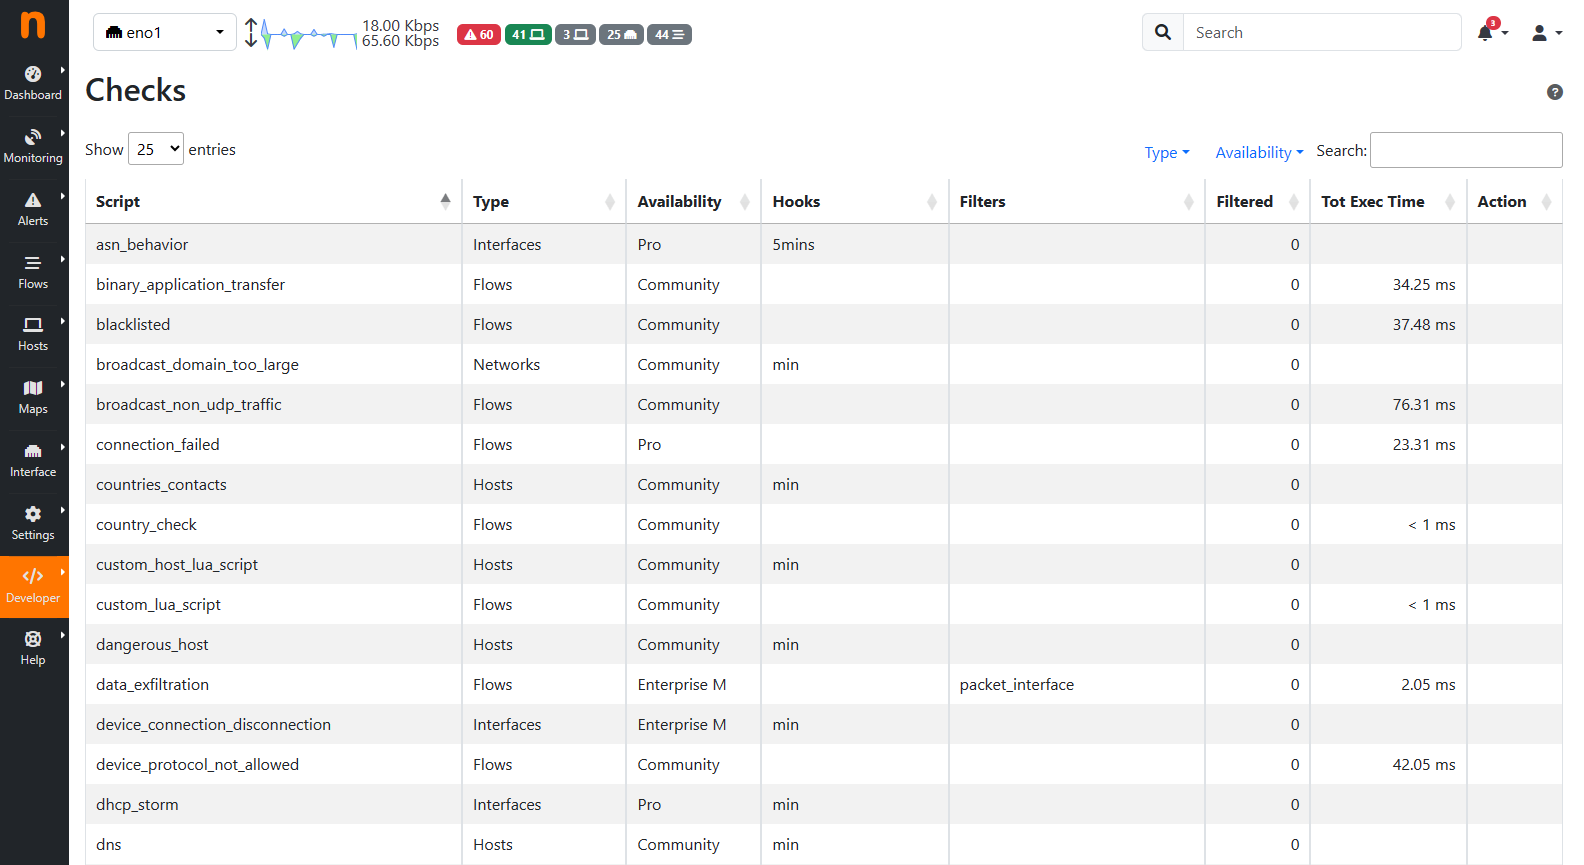 n
eno1
18.00 Kbps
65.60 Kbps
60
41
3
25
44
Search
3
Dashboard
Monitoring
Alerts
Flows
Hosts
Maps
Interface
Settings
Developer
Help
Checks
?
Show 25 entries
Type
Availability
Search:
Script Type Availability Hooks Filters Filtered Tot Exec Time Action
asn_behavior Interfaces Pro 5mins 0
binary_application_transfer Flows Community 0 34.25 ms
blacklisted Flows Community 0 37.48 ms
broadcast_domain_too_large Networks Community min 0
broadcast_non_udp_traffic Flows Community 0 76.31 ms
connection_failed Flows Pro 0 23.31 ms
countries_contacts Hosts Community min 0
country_check Flows Community 0 < 1 ms
custom_host_lua_script Hosts Community min 0
custom_lua_script Flows Community 0 < 1 ms
dangerous_host Hosts Community min 0
data_exfiltration Flows Enterprise M packet_interface 0 2.05 ms
device_connection_disconnection Interfaces Enterprise M min 0
device_protocol_not_allowed Flows Community 0 42.05 ms
dhcp_storm Interfaces Pro min 0
dns Hosts Community min 0